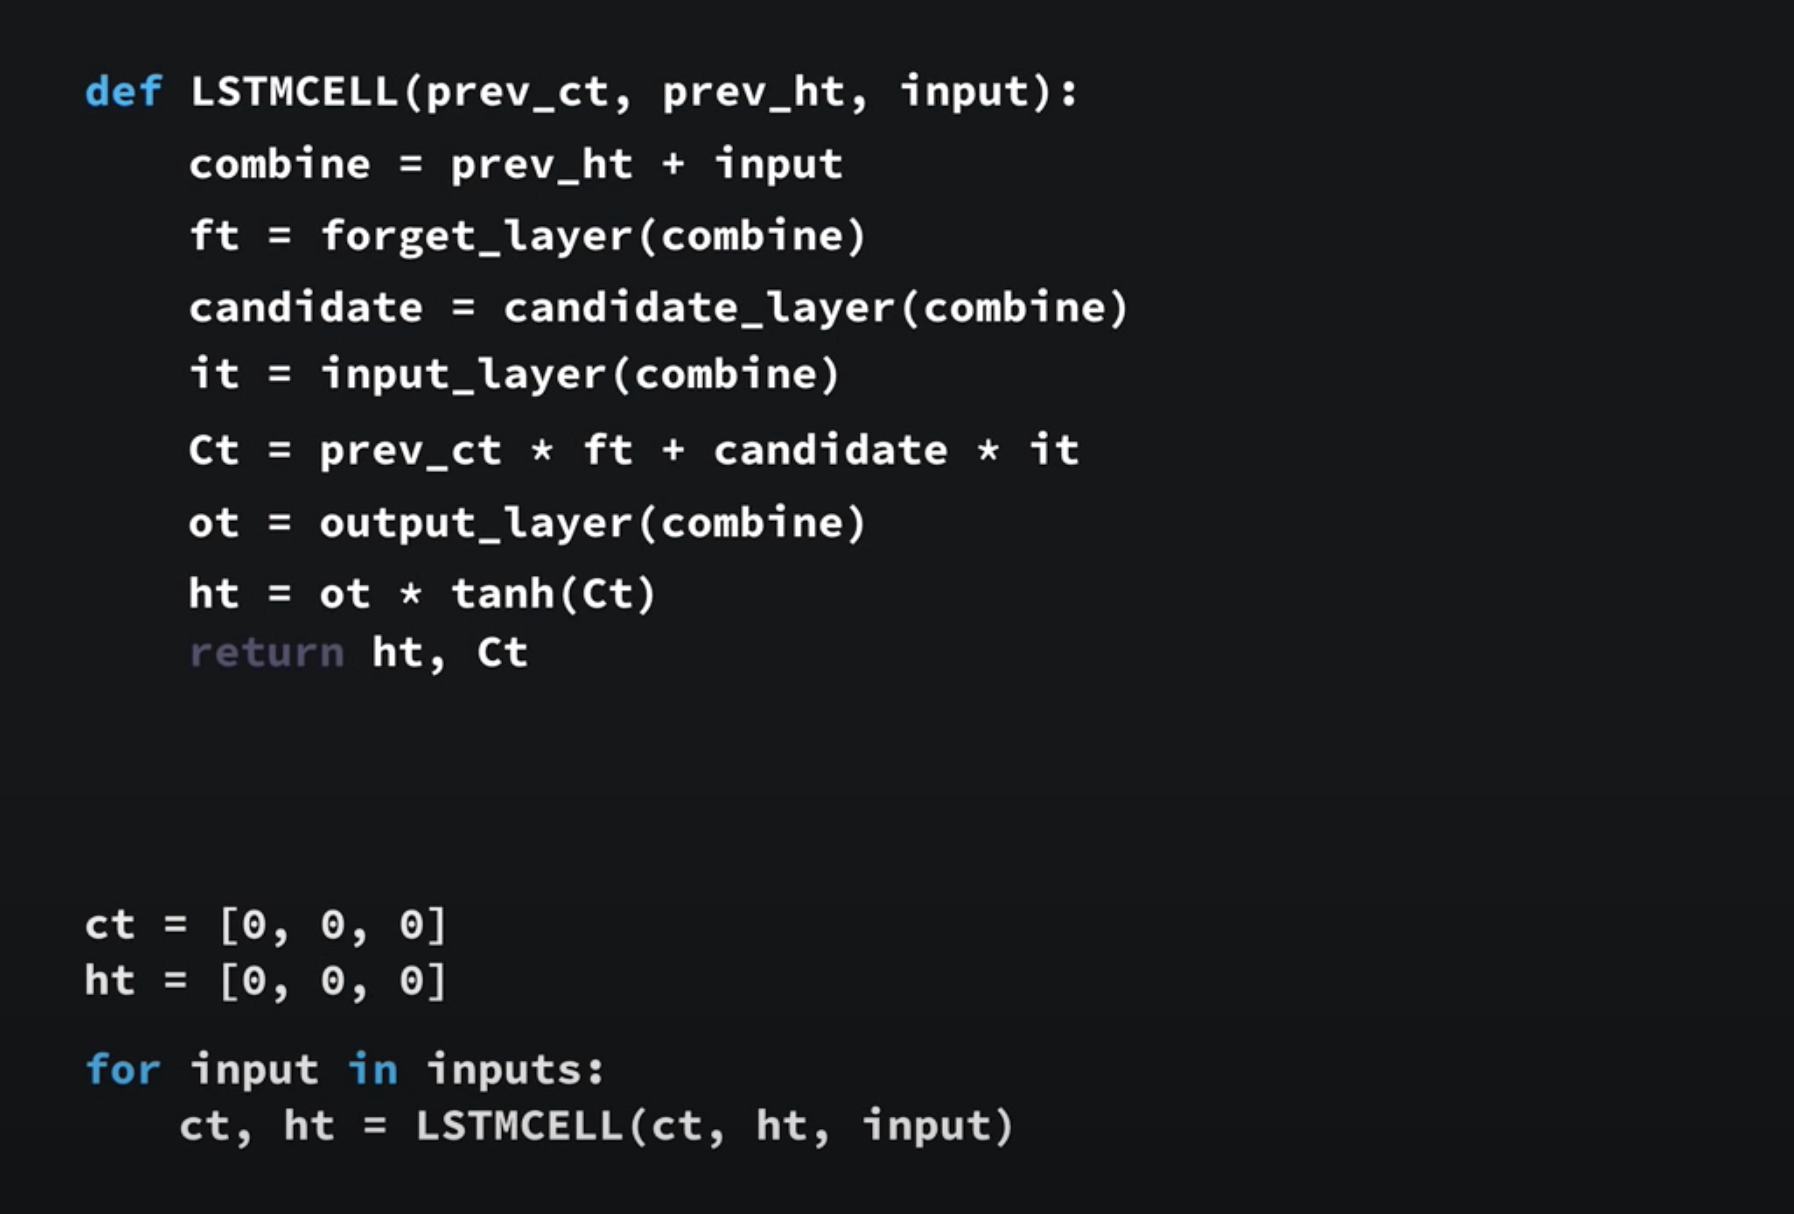 def LSTMCELL(prev_ct, prev_ht, input):
    combine = prev_ht + input
    ft = forget_layer(combine)
    candidate = candidate_layer(combine)
    it = input_layer(combine)
    Ct = prev_ct * ft + candidate * it
    ot = output_layer(combine)
    ht = ot * tanh(Ct)
    return ht, Ct
ct = [0, 0, 0]
ht = [0, 0, 0]
for input in inputs:
    ct, ht = LSTMCELL(ct, ht, input)